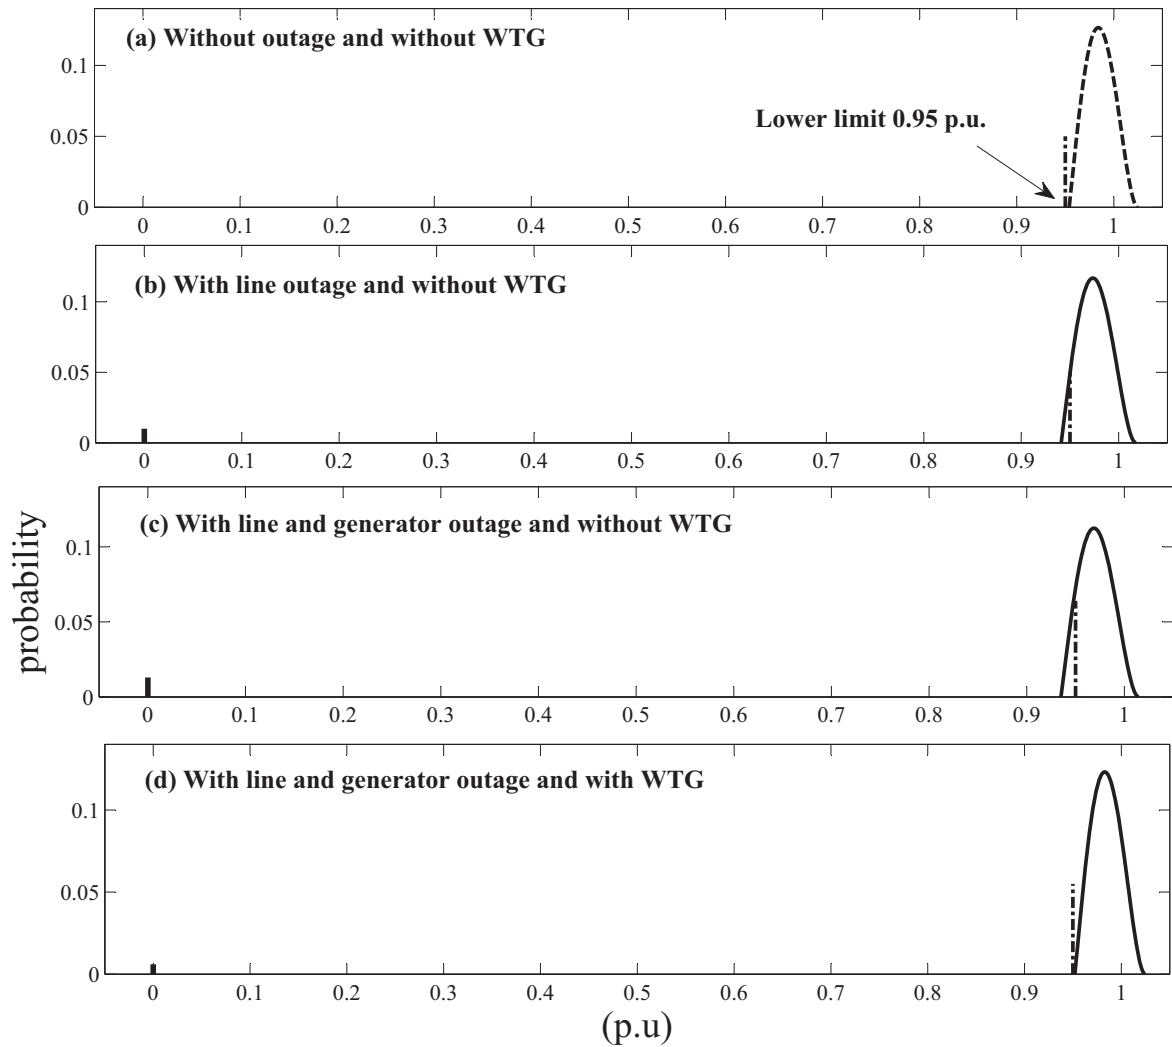 (a) Without outage and without WTG
0.1
Lower limit 0.95 p.u.
0.05
0
0 0.1 0.2 0.3 0.4 0.5 0.6 0.7 0.8 0.9 1
(b) With line outage and without WTG
0.1
0.05
0
0 0.1 0.2 0.3 0.4 0.5 0.6 0.7 0.8 0.9 1
probability
(c) With line and generator outage and without WTG
0.1
0.05
0
0 0.1 0.2 0.3 0.4 0.5 0.6 0.7 0.8 0.9 1
(d) With line and generator outage and with WTG
0.1
0.05
0
0 0.1 0.2 0.3 0.4 0.5 0.6 0.7 0.8 0.9 1
(p.u)